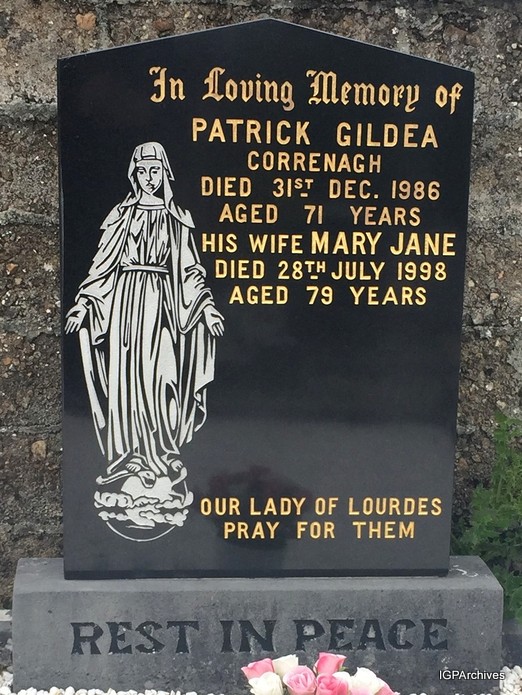 In Loving Memory of
PATRICK GILDEA
CORRENAGH
DIED 31ST DEC. 1986
AGED 71 YEARS
HIS WIFE MARY JANE
DIED 28TH JULY 1998
AGED 79 YEARS
OUR LADY OF LOURDES
PRAY FOR THEM
REST IN PEACE
IGPArchives